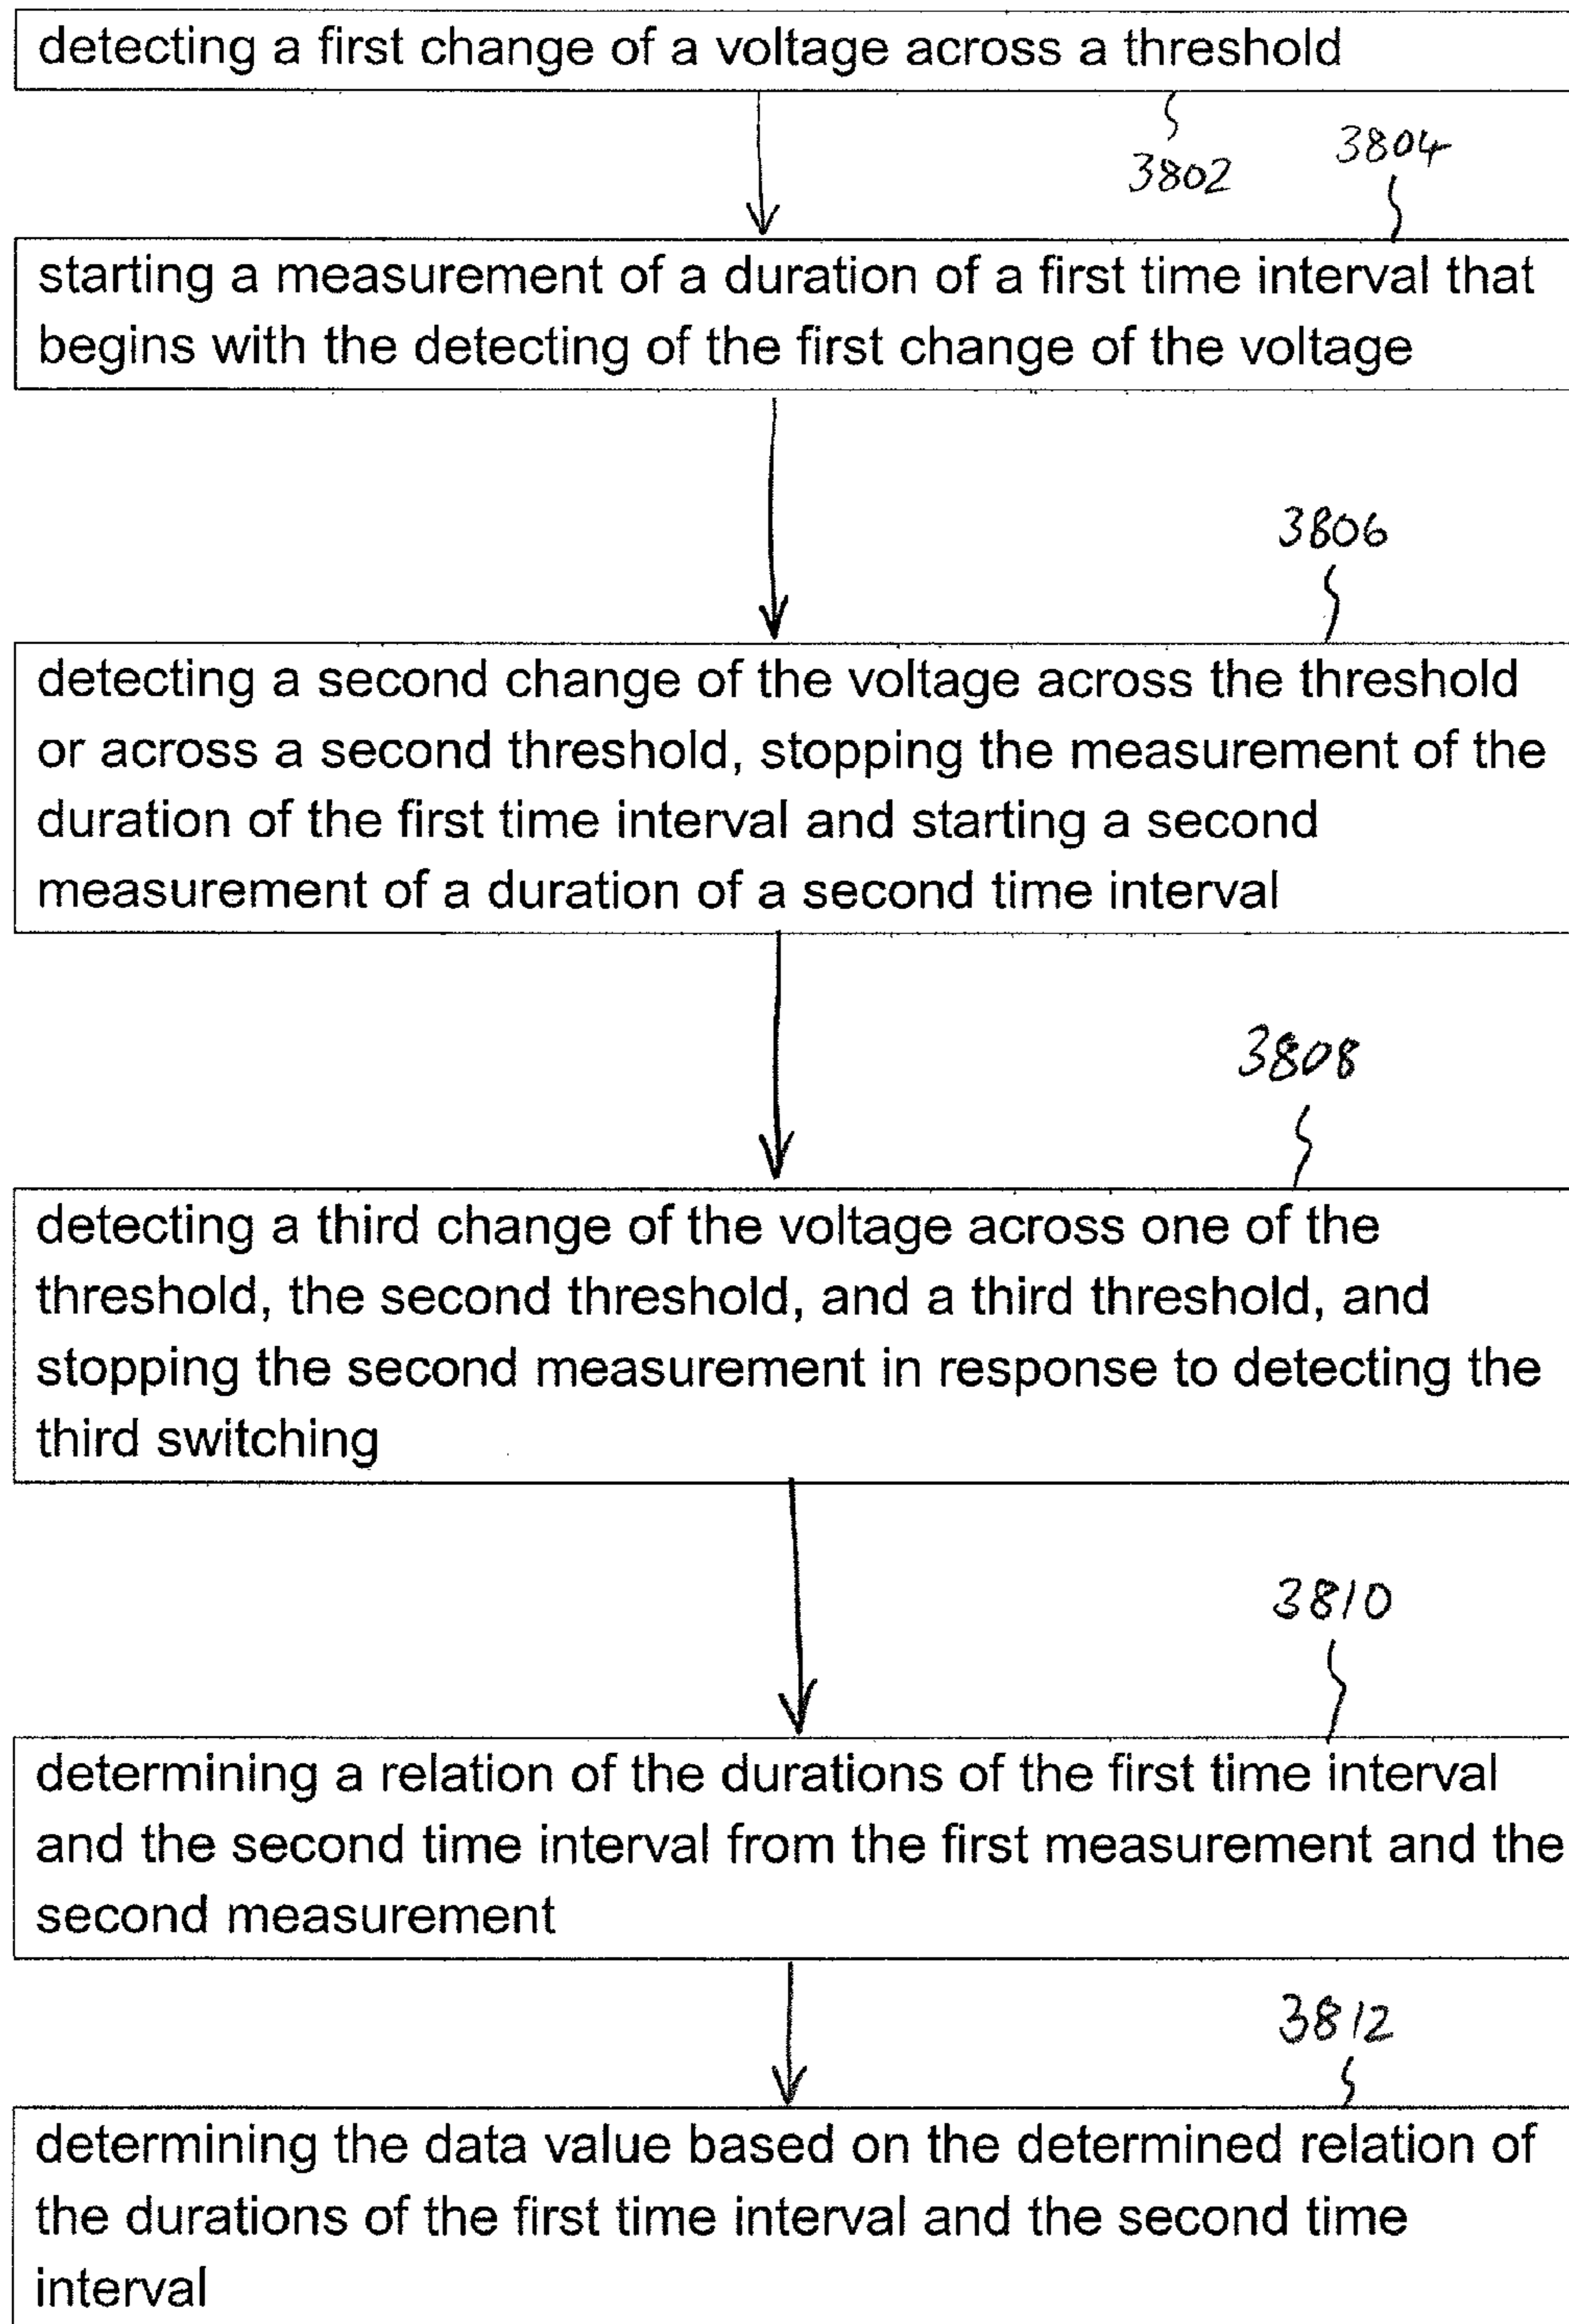 detecting a first change of a voltage across a threshold
3802
3804
starting a measurement of a duration of a first time interval that
begins with the detecting of the first change of the voltage
3806
detecting a second change of the voltage across the threshold
or across a second threshold, stopping the measurement of the
duration of the first time interval and starting a second
measurement of a duration of a second time interval
3808
detecting a third change of the voltage across one of the
threshold, the second threshold, and a third threshold, and
stopping the second measurement in response to detecting the
third switching
3810
determining a relation of the durations of the first time interval
and the second time interval from the first measurement and the
second measurement
3812
determining the data value based on the determined relation of
the durations of the first time interval and the second time
interval